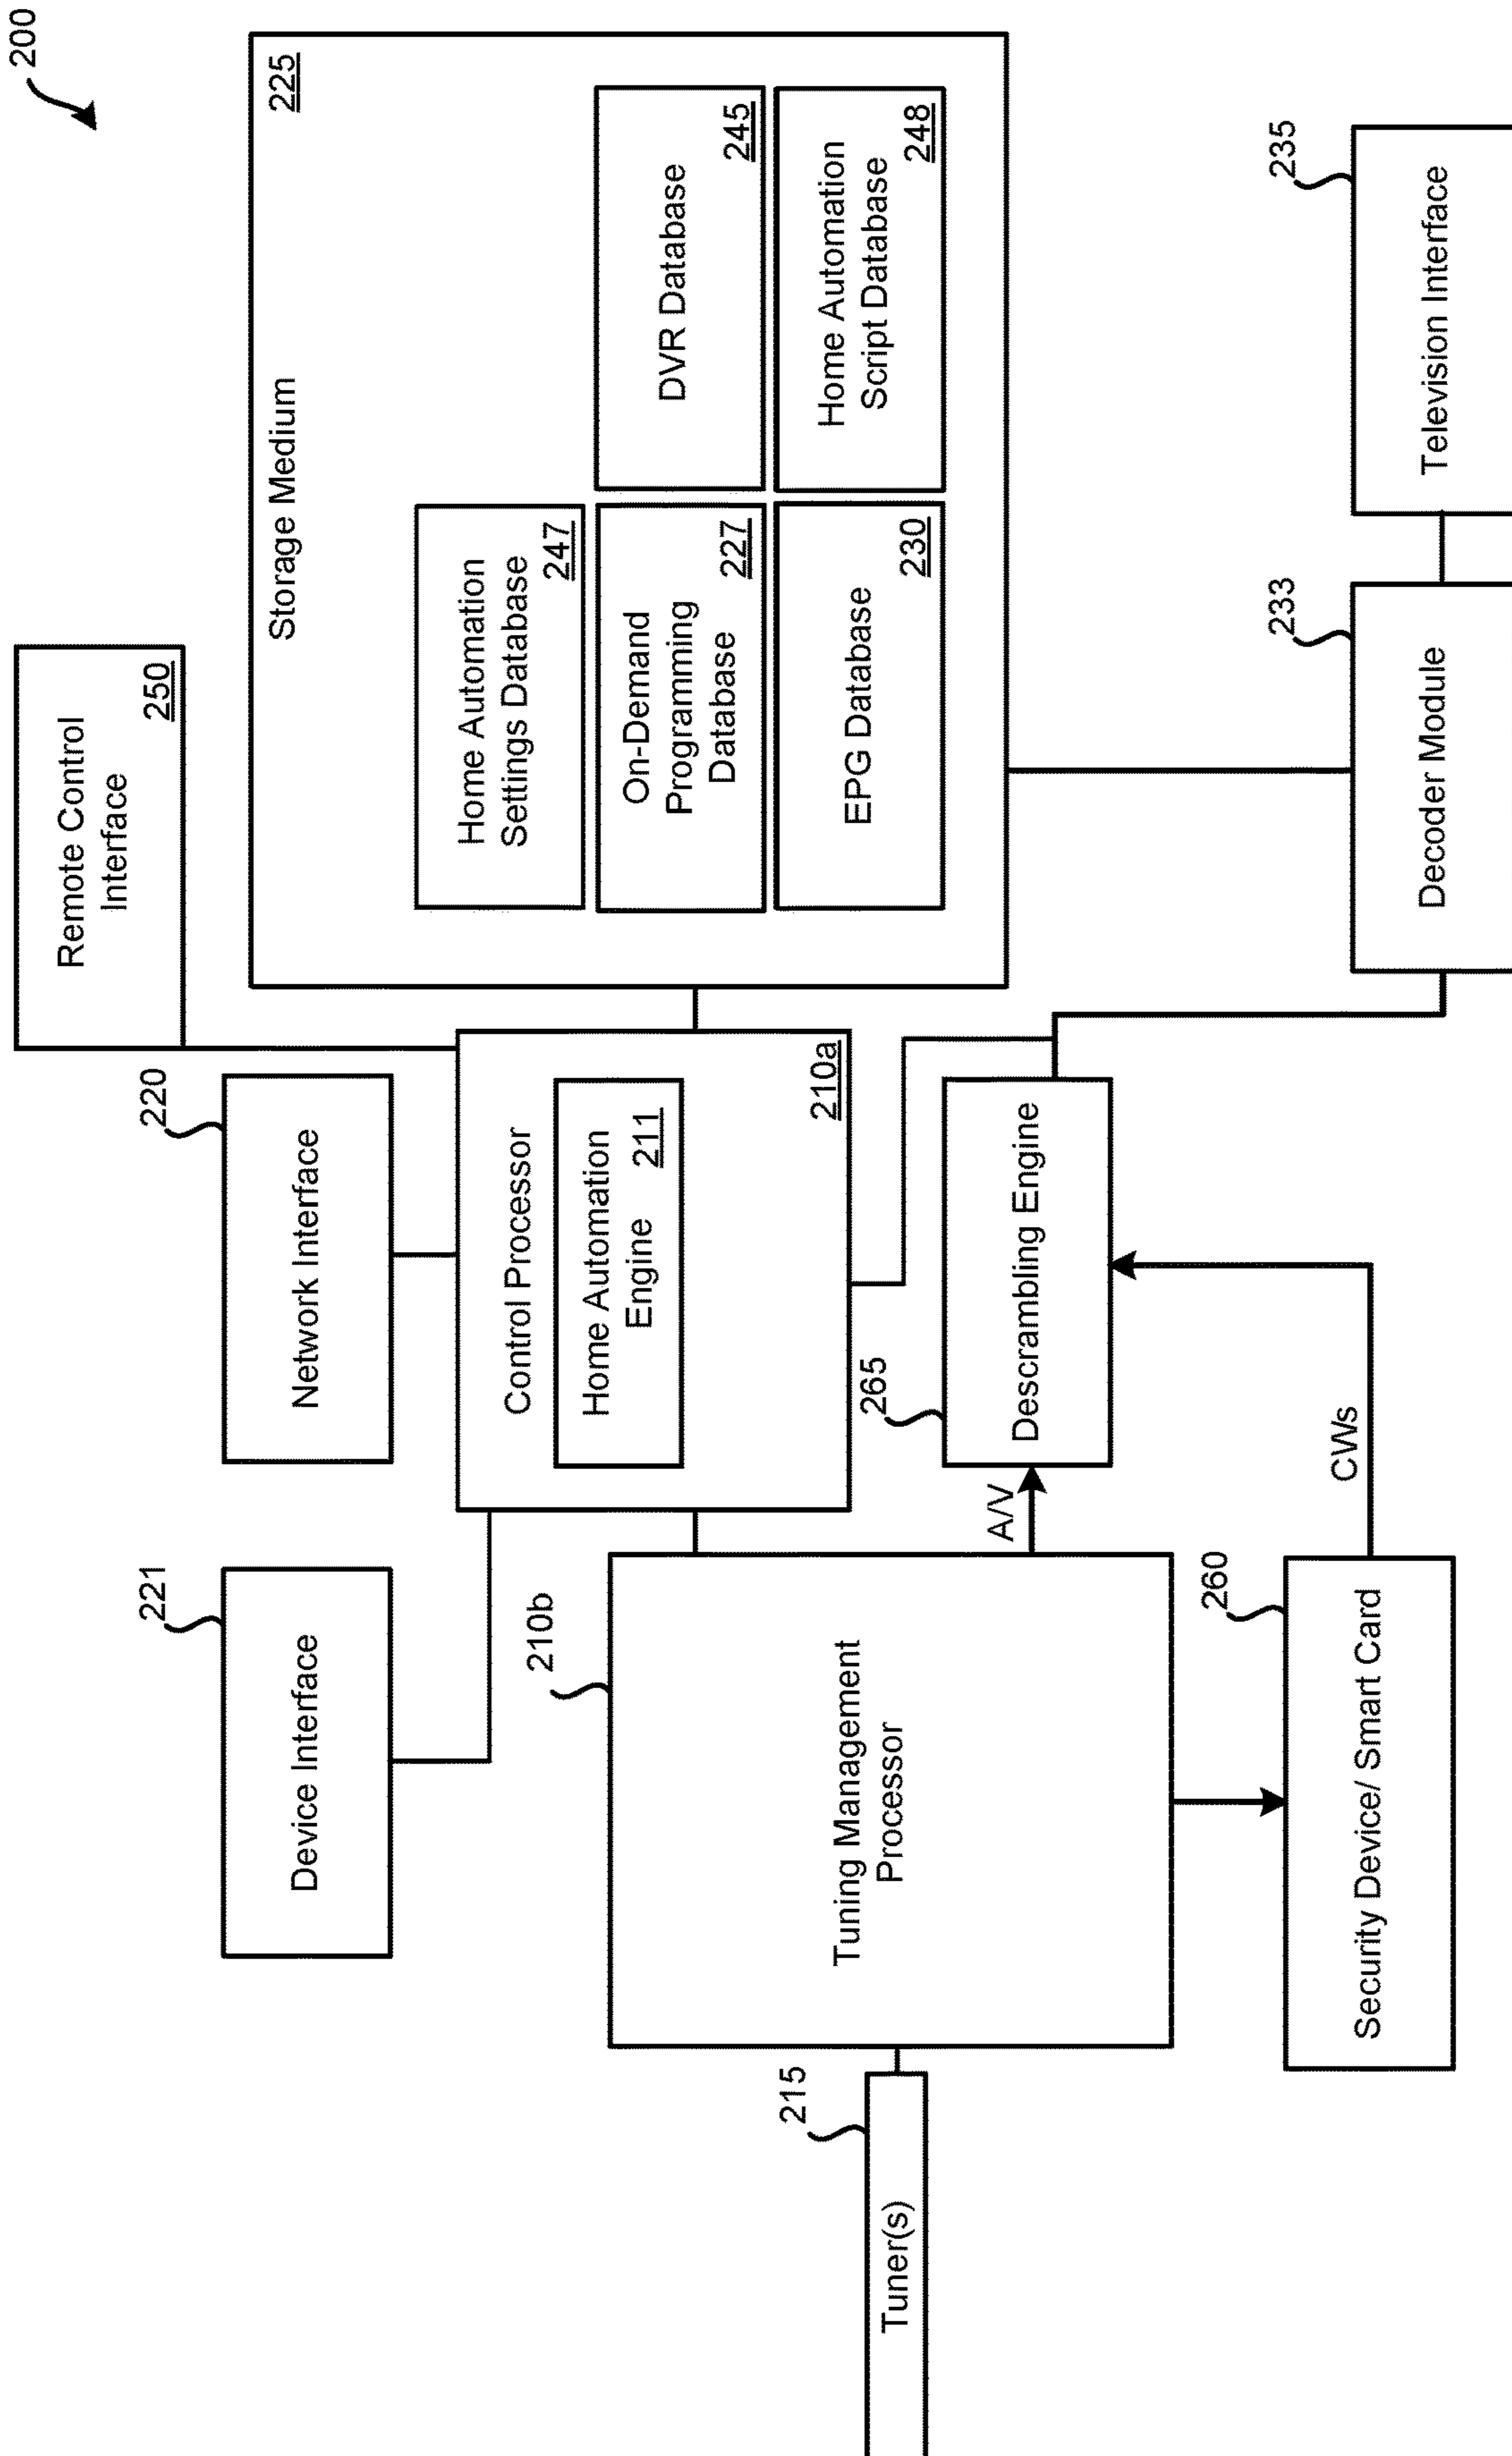 200
Remote Control
Interface
250
220
Network Interface
221
Device Interface
Storage Medium
225
Home Automation
Settings Database
247
On-Demand
Programming
Database
227
DVR Database
245
EPG Database
230
Home Automation
Script Database
248
Control Processor
Home Automation
Engine
211
210a
210b
Tuning Management
Processor
215
Tuner(s)
A/V
265
Descrambling Engine
CWs
260
Security Device/ Smart Card
233
Decoder Module
235
Television Interface